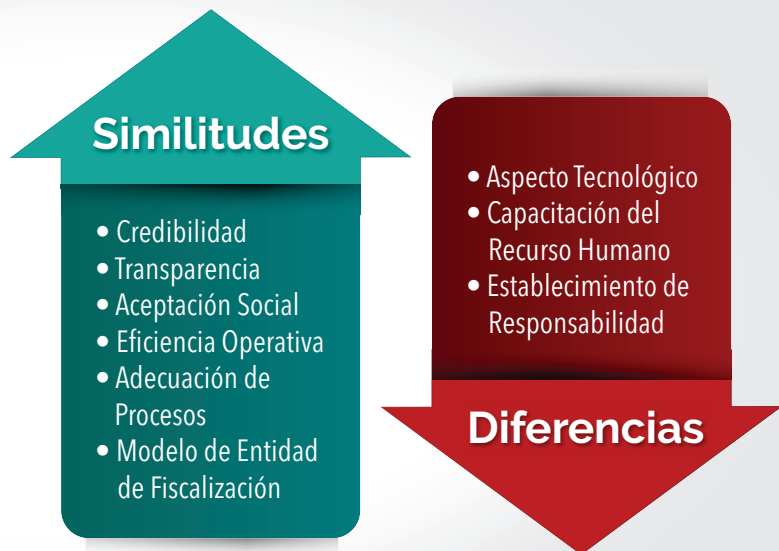 Similitudes
• Credibilidad
• Transparencia
• Aceptación Social
• Eficiencia Operativa
• Adecuación de
Procesos
• Modelo de Entidad
de Fiscalización
• Aspecto Tecnológico
• Capacitación del
Recurso Humano
• Establecimiento de
Responsabilidad
Diferencias